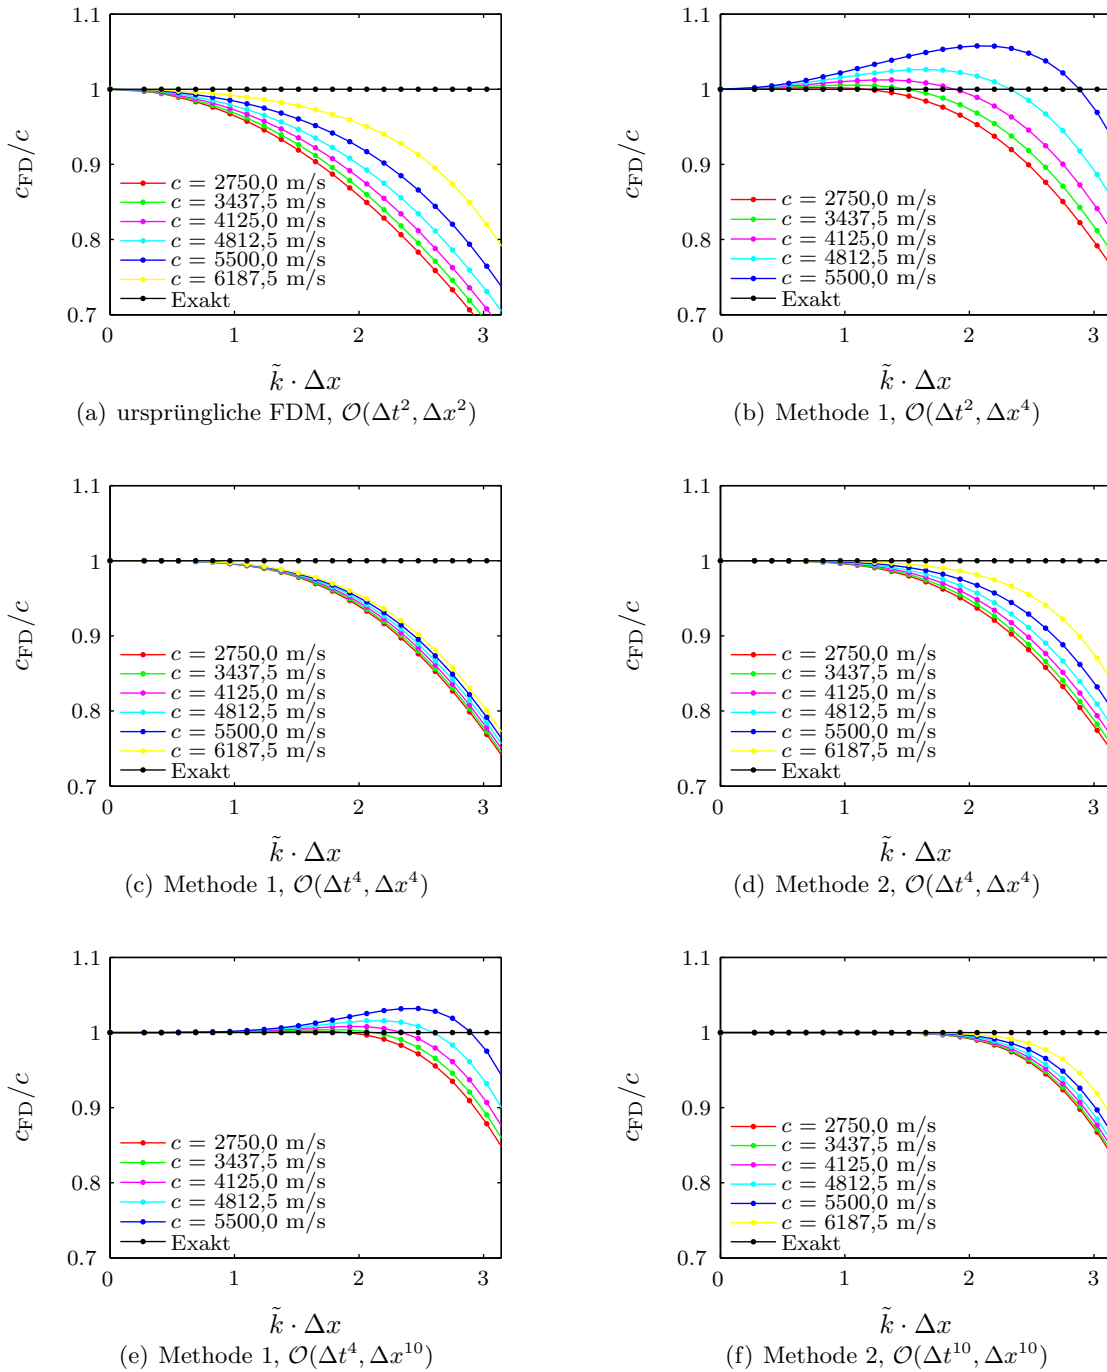 1.1
1
0.9
0.8
0.7
c_FD/c
c = 2750,0 m/s
c = 3437,5 m/s
c = 4125,0 m/s
c = 4812,5 m/s
c = 5500,0 m/s
c = 6187,5 m/s
Exakt
0 1 2 3
k̃ · Δx
(a) ursprüngliche FDM, 𝒪(Δt², Δx²)
1.1
1
0.9
0.8
0.7
c_FD/c
c = 2750,0 m/s
c = 3437,5 m/s
c = 4125,0 m/s
c = 4812,5 m/s
c = 5500,0 m/s
Exakt
0 1 2 3
k̃ · Δx
(b) Methode 1, 𝒪(Δt², Δx⁴)
1.1
1
0.9
0.8
0.7
c_FD/c
c = 2750,0 m/s
c = 3437,5 m/s
c = 4125,0 m/s
c = 4812,5 m/s
c = 5500,0 m/s
c = 6187,5 m/s
Exakt
0 1 2 3
k̃ · Δx
(c) Methode 1, 𝒪(Δt⁴, Δx⁴)
1.1
1
0.9
0.8
0.7
c_FD/c
c = 2750,0 m/s
c = 3437,5 m/s
c = 4125,0 m/s
c = 4812,5 m/s
c = 5500,0 m/s
c = 6187,5 m/s
Exakt
0 1 2 3
k̃ · Δx
(d) Methode 2, 𝒪(Δt⁴, Δx⁴)
1.1
1
0.9
0.8
0.7
c_FD/c
c = 2750,0 m/s
c = 3437,5 m/s
c = 4125,0 m/s
c = 4812,5 m/s
c = 5500,0 m/s
Exakt
0 1 2 3
k̃ · Δx
(e) Methode 1, 𝒪(Δt⁴, Δx¹⁰)
1.1
1
0.9
0.8
0.7
c_FD/c
c = 2750,0 m/s
c = 3437,5 m/s
c = 4125,0 m/s
c = 4812,5 m/s
c = 5500,0 m/s
c = 6187,5 m/s
Exakt
0 1 2 3
k̃ · Δx
(f) Methode 2, 𝒪(Δt¹⁰, Δx¹⁰)